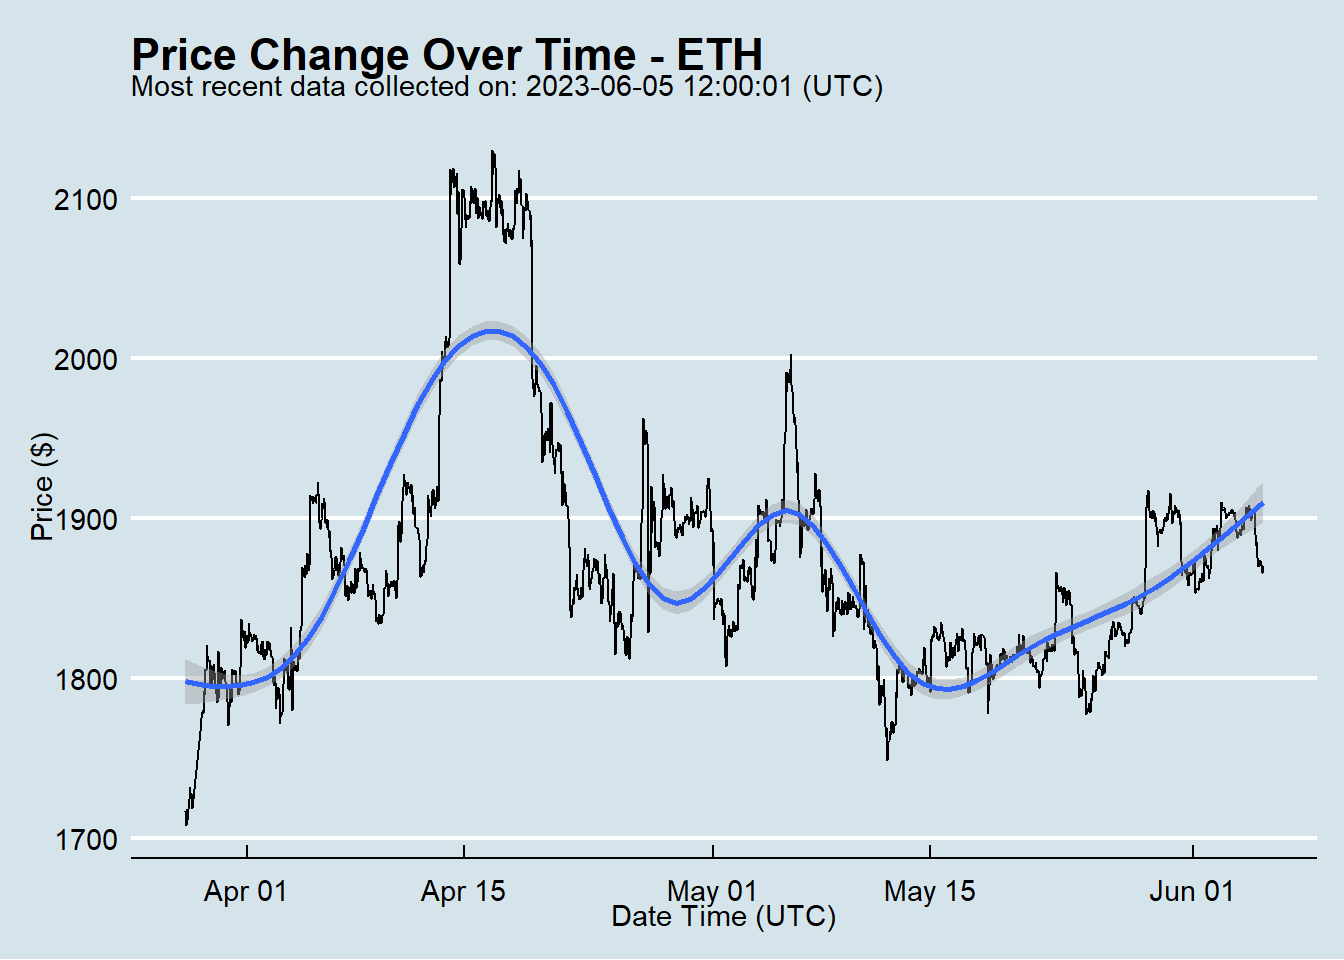 Price Change Over Time - ETH
Most recent data collected on: 2023-06-05 12:00:01 (UTC)
Price ($)
2100
2000
1900
1800
1700
Apr 01 Apr 15 May 01 May 15 Jun 01
Date Time (UTC)